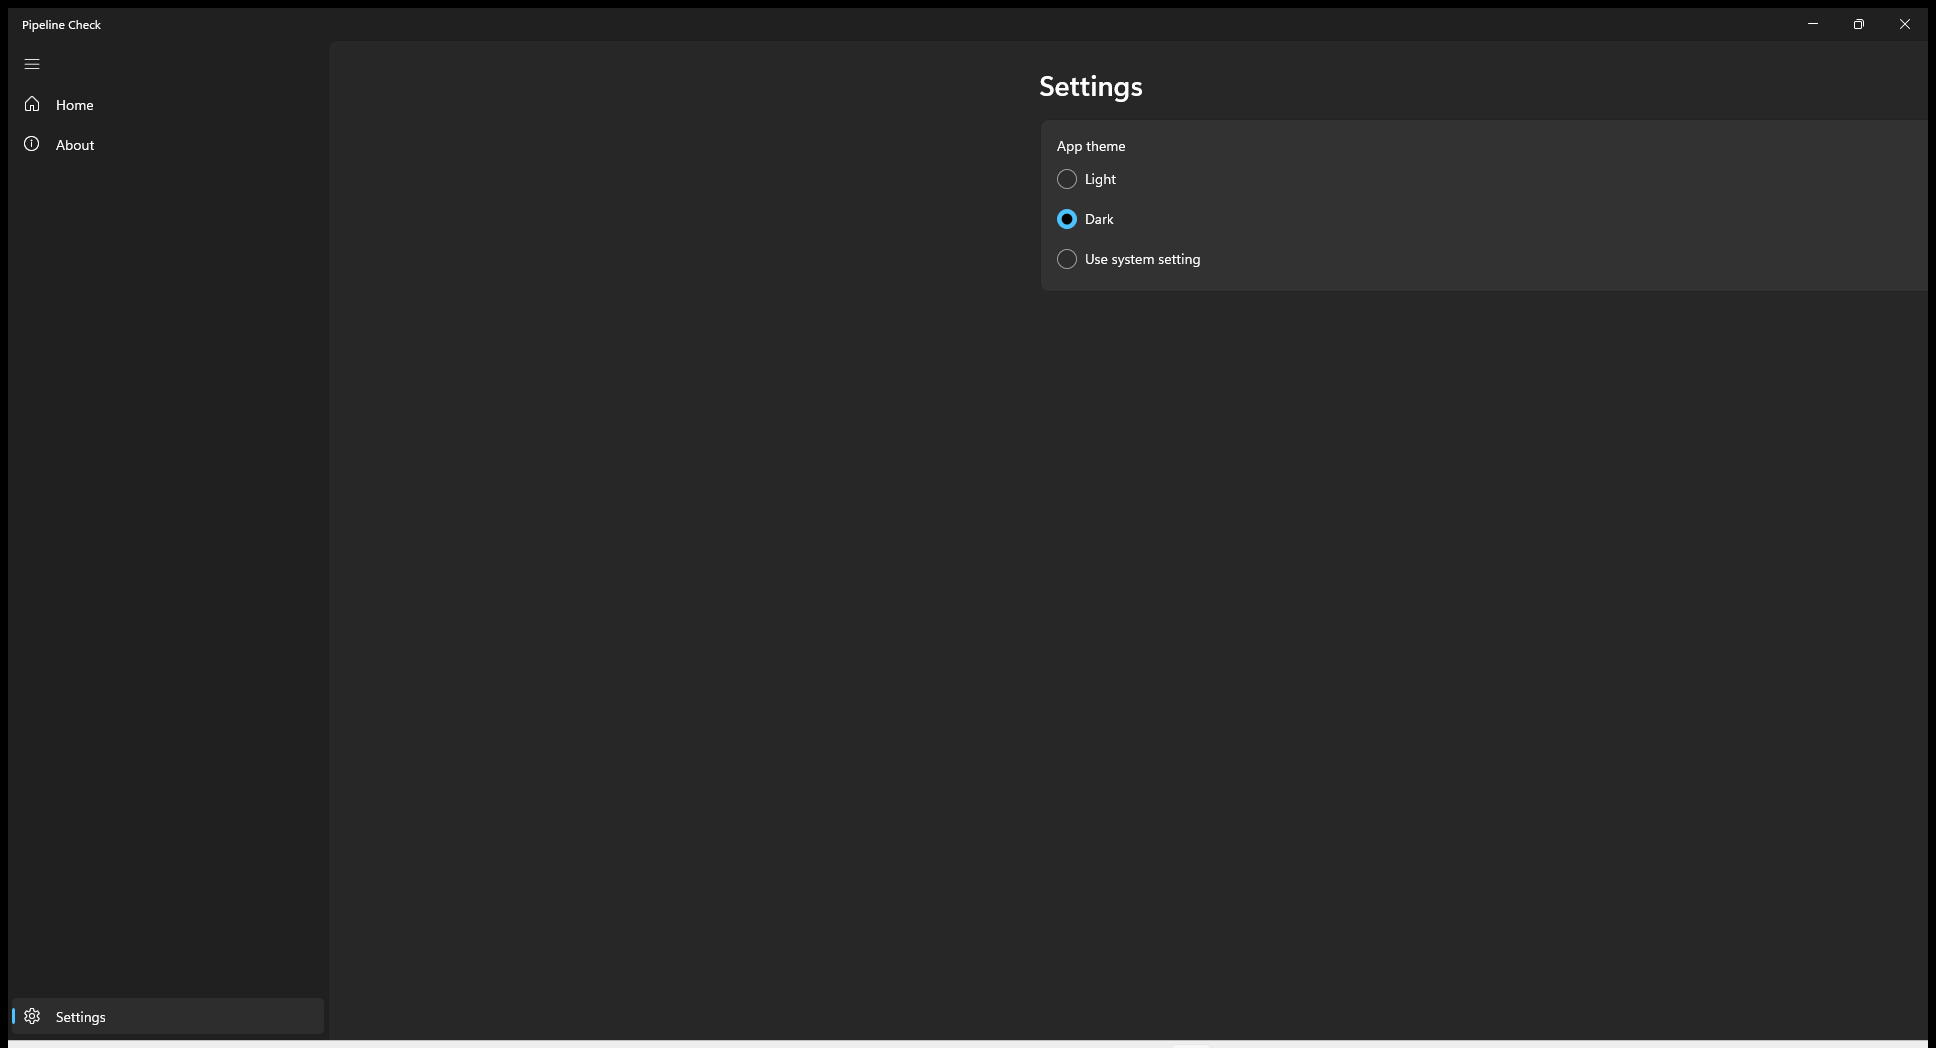 Pipeline Check
Home
About
Settings
App theme
Light
Dark
Use system setting
Settings